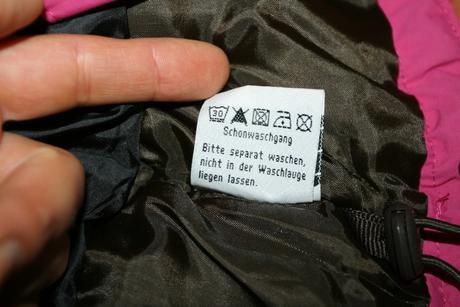 30
Schonwaschgang
Bitte separat waschen,
nicht in der Waschlauge
liegen lassen.